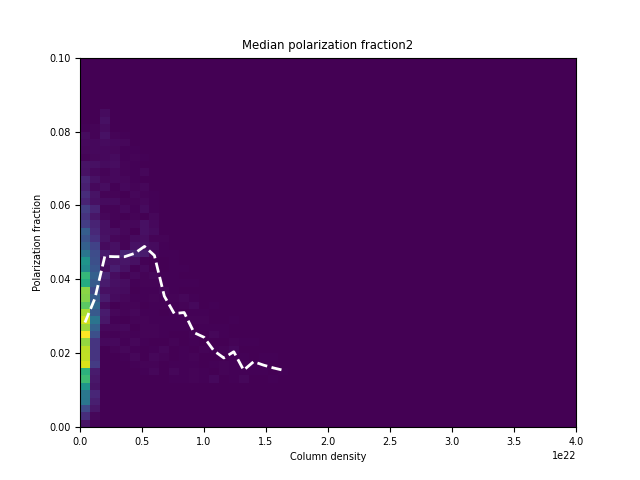 Median polarization fraction2
0.10
0.08
0.06
0.04
0.02
0.00
Polarization fraction
0.0 0.5 1.0 1.5 2.0 2.5 3.0 3.5 4.0
Column density
1e22